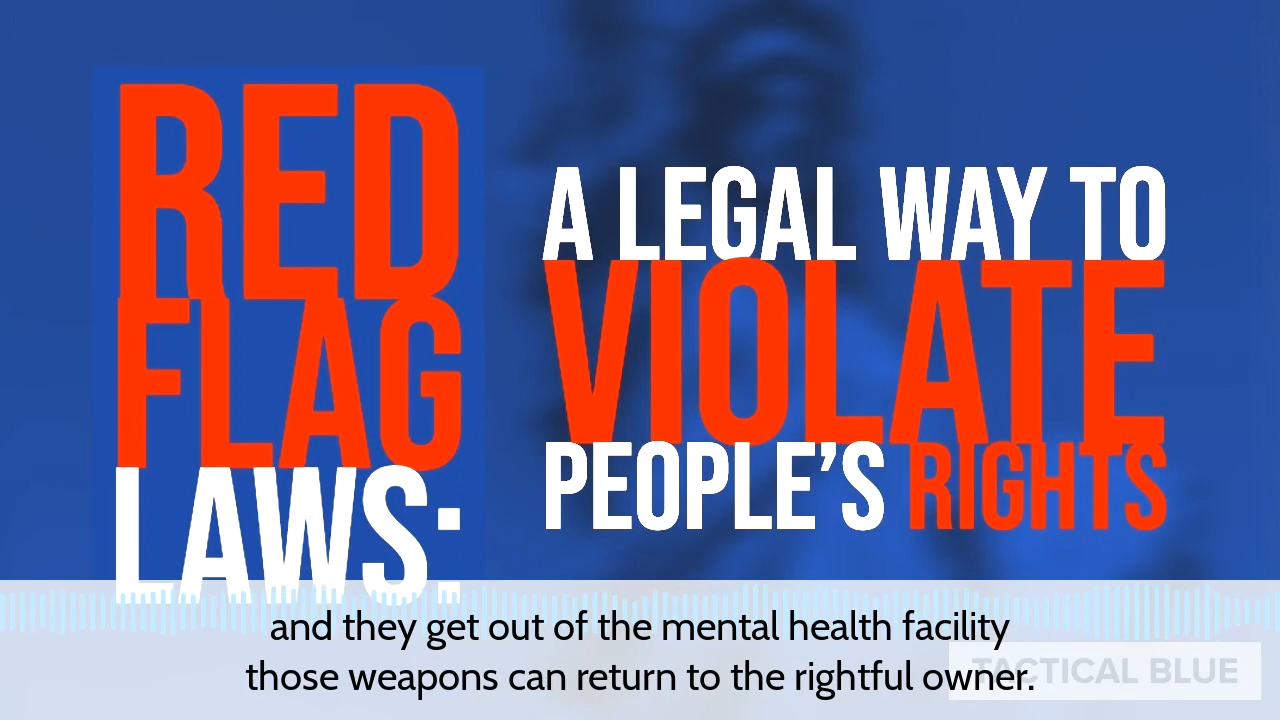 RED
FLAG
LAWS:
A LEGAL WAY TO
VIOLATE
PEOPLE'S RIGHTS
and they get out of the mental health facility
those weapons can return to the rightful owner.
TACTICAL BLUE